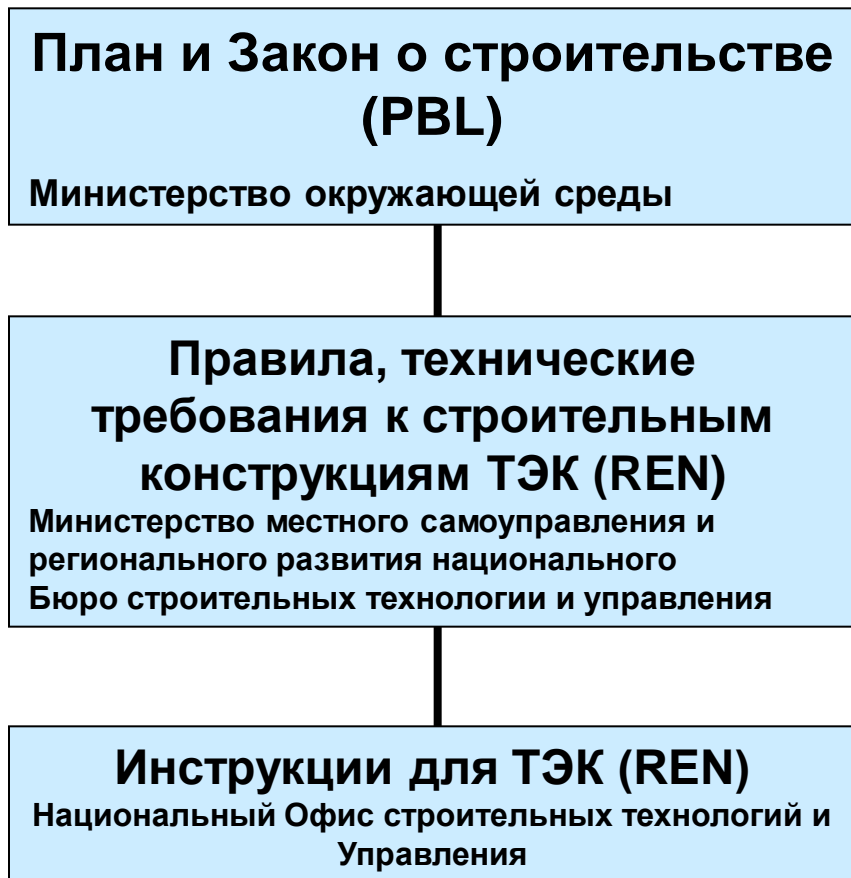 План и Закон о строительстве
(PBL)
Министерство окружающей среды
Правила, технические
требования к строительным
конструкциям ТЭК (REN)
Министерство местного самоуправления и
регионального развития национального
Бюро строительных технологии и управления
Инструкции для ТЭК (REN)
Национальный Офис строительных технологий и
Управления